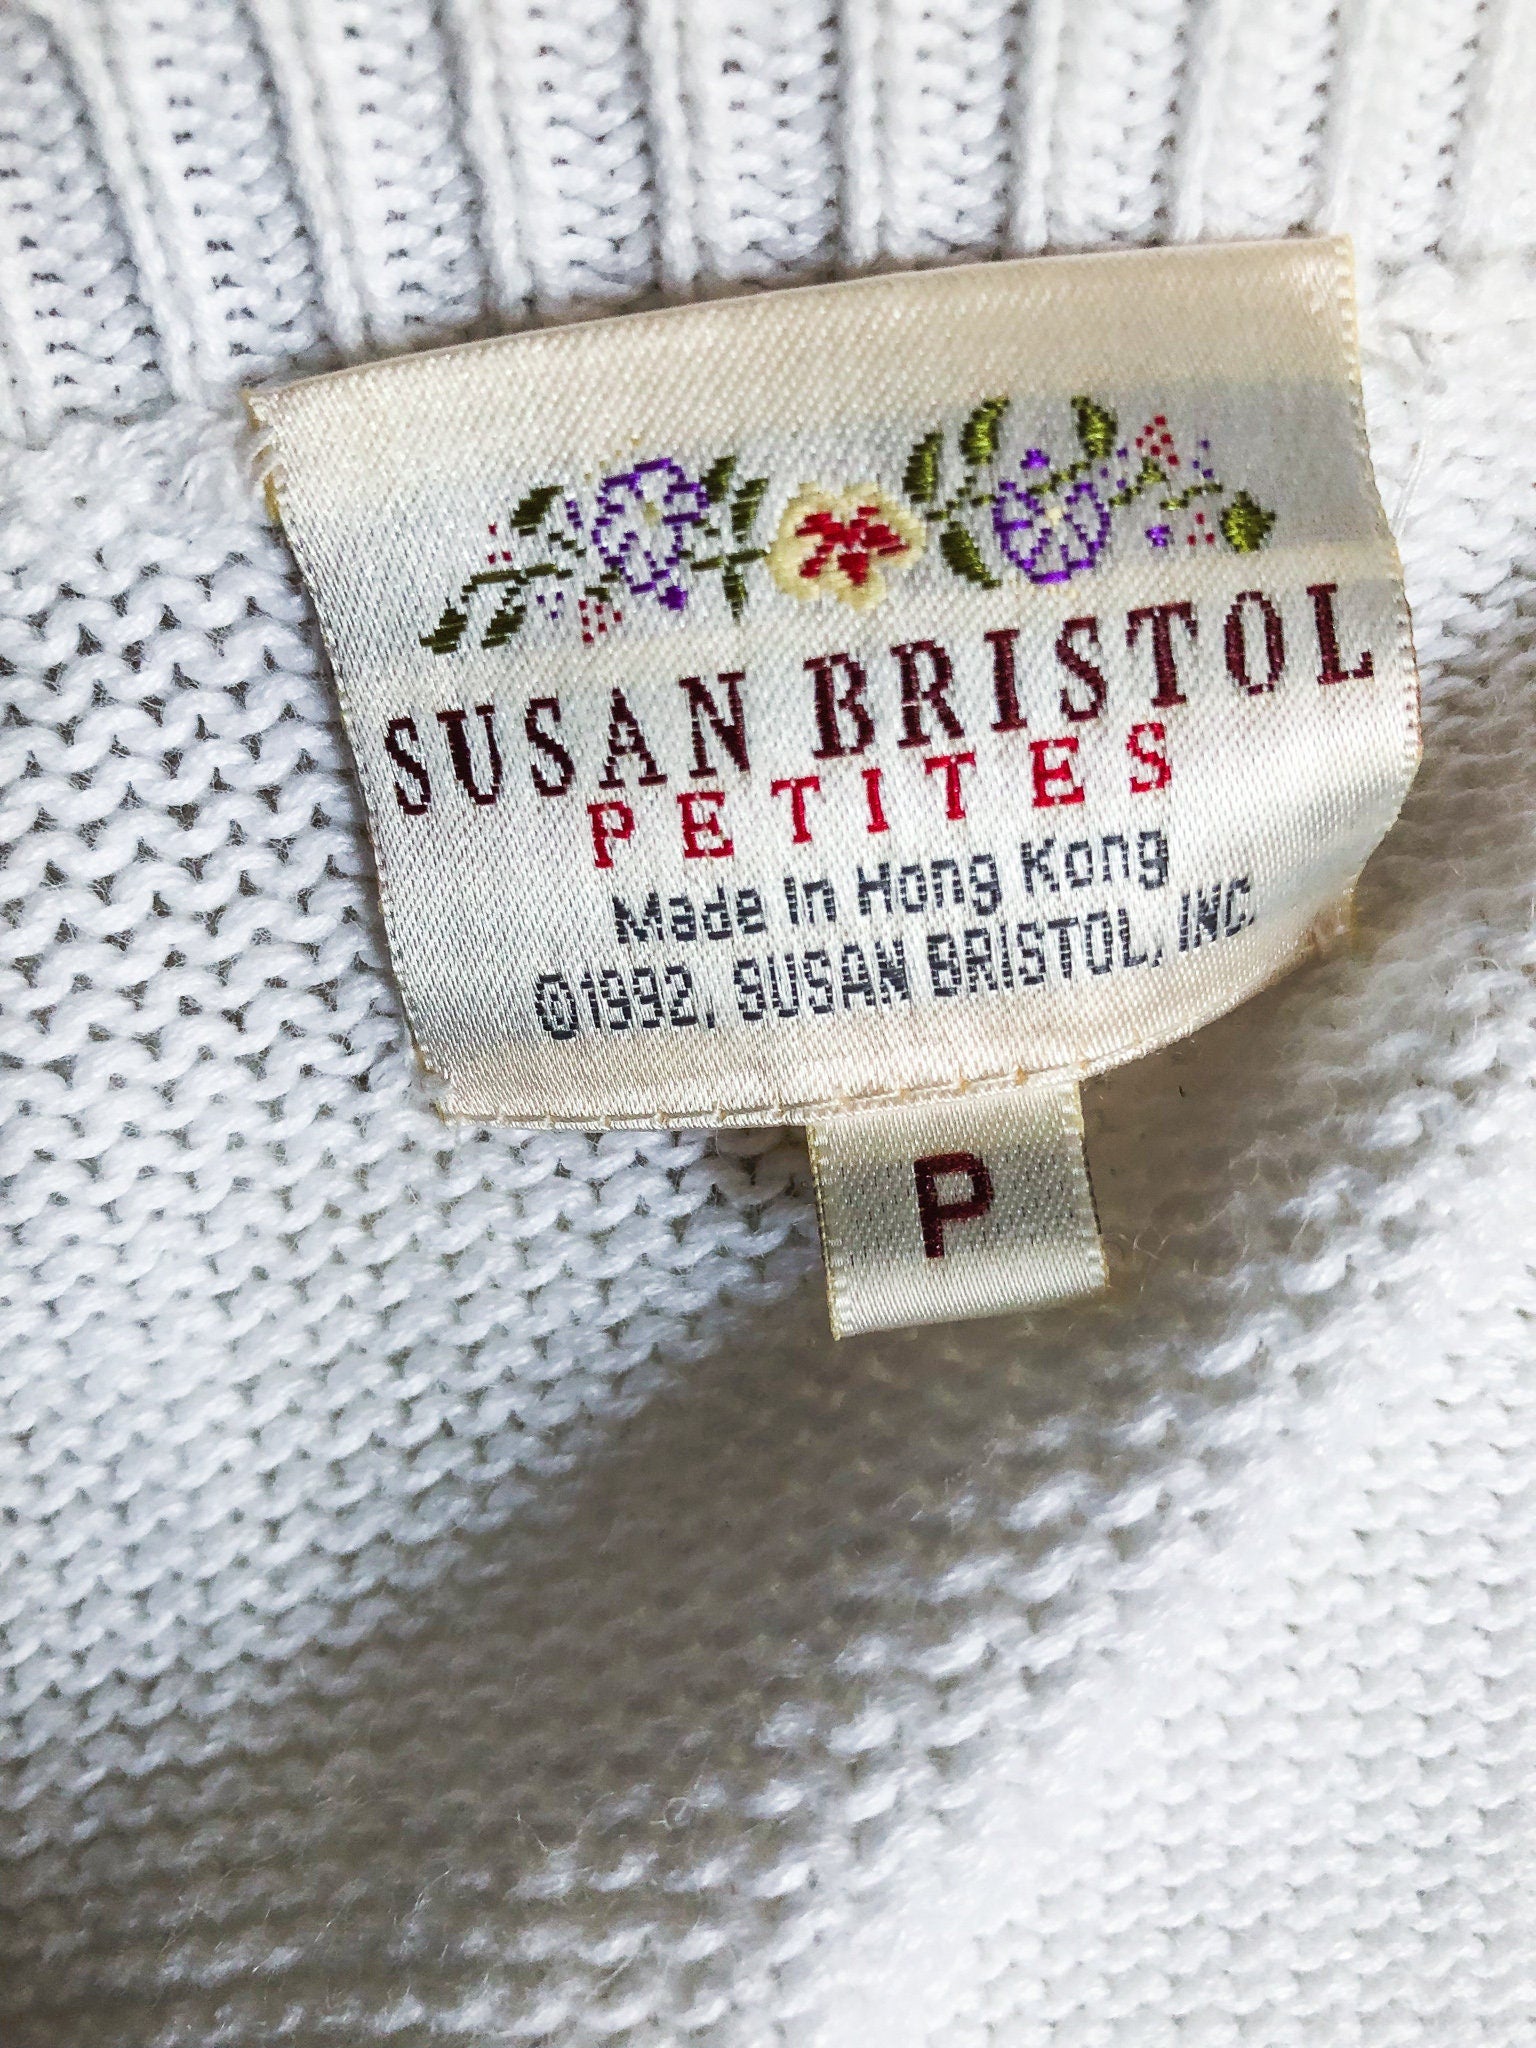 SUSAN BRISTOL
PETITES
Made In Hong Kong
©1992, SUSAN BRISTOL, INC.
P